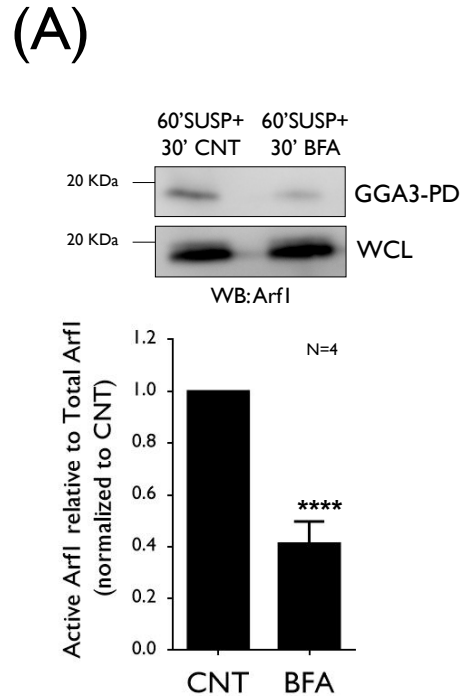 (A)
60'SUSP+ 60'SUSP+
30' CNT 30' BFA
20 KDa
GGA3-PD
20 KDa
WCL
WB:Arf1
Active Arf1 relative to Total Arf1
(normalized to CNT)
1.2
N=4
1.0
0.8
0.6
****
0.4
0.2
0.0
CNT BFA